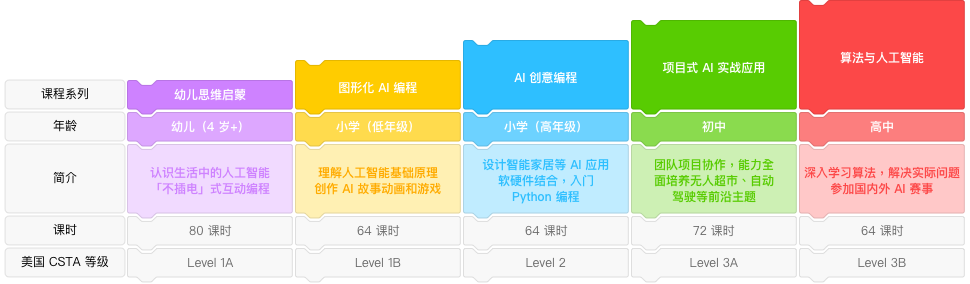 课程系列
幼儿思维启蒙
图形化 AI 编程
AI 创意编程
项目式 AI 实战应用
算法与人工智能
年龄
幼儿（4 岁+）
小学（低年级）
小学（高年级）
初中
高中
简介
认识生活中的人工智能
「不插电」式互动编程
理解人工智能基础原理
创作 AI 故事动画和游戏
设计智能家居等 AI 应用
软硬件结合，入门
Python 编程
团队项目协作，能力全
面培养无人超市、自动
驾驶等前沿主题
深入学习算法，解决实际问题
参加国内外 AI 赛事
课时
80 课时
64 课时
64 课时
72 课时
64 课时
美国 CSTA 等级
Level 1A
Level 1B
Level 2
Level 3A
Level 3B